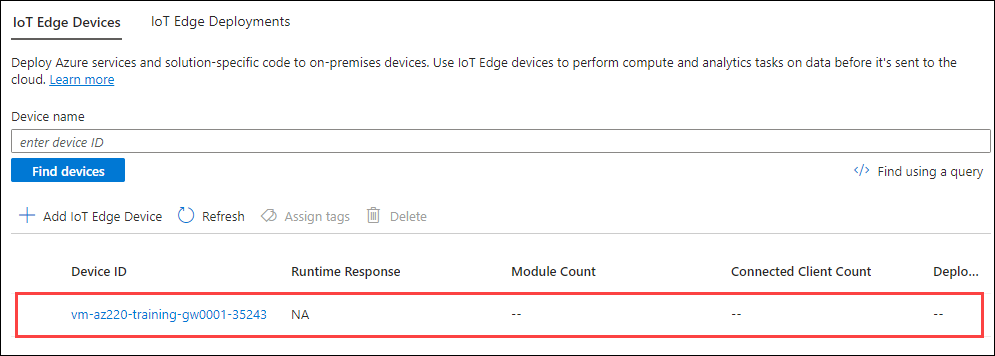 IoT Edge Devices IoT Edge Deployments
Deploy Azure services and solution-specific code to on-premises devices. Use IoT Edge devices to perform compute and analytics tasks on data before it's sent to the
cloud. Learn more
Device name
enter device ID
Find devices </> Find using a query
Add IoT Edge Device Refresh Assign tags Delete
Device ID Runtime Response Module Count Connected Client Count Deplo...
vm-az220-training-gw0001-35243 NA -- -- --